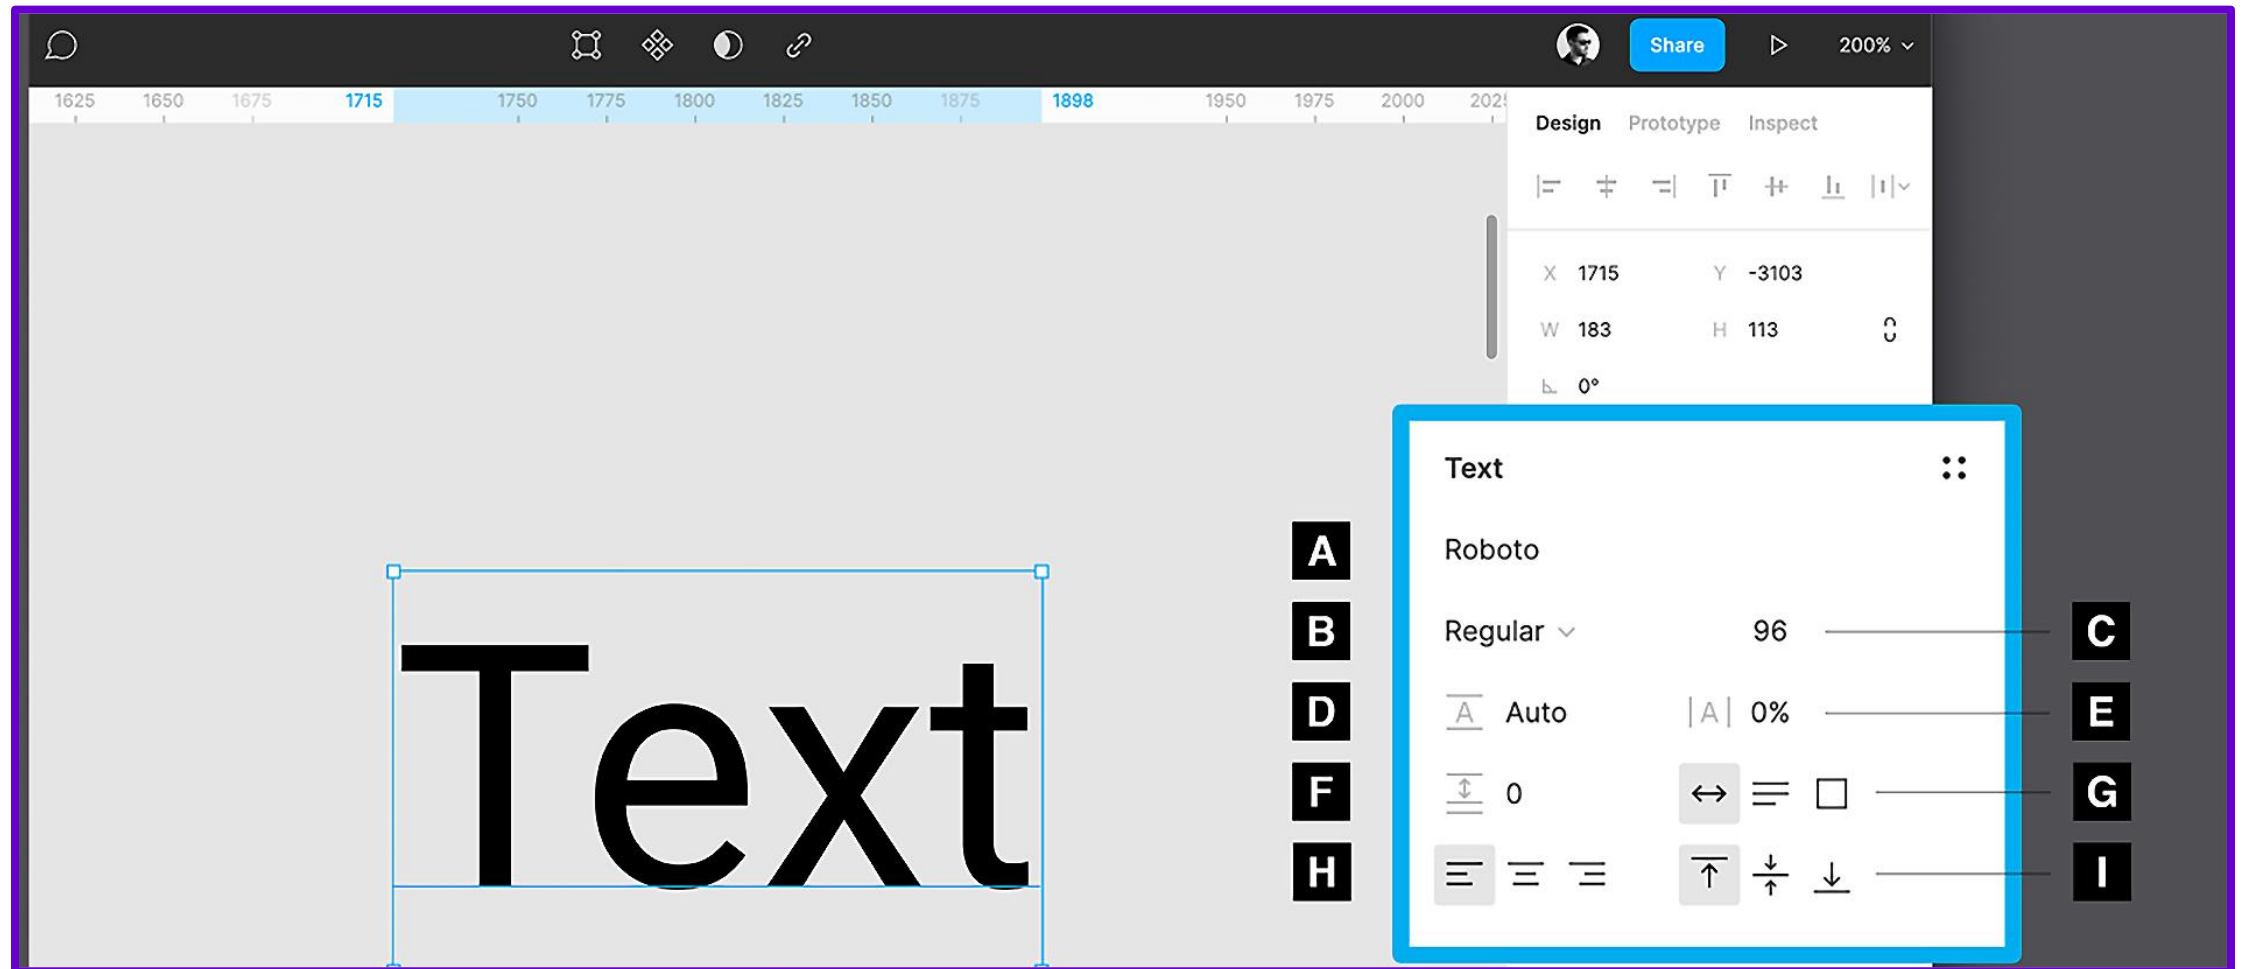 Share 200%
1625 1650 1675 1715 1750 1775 1800 1825 1850 1875 1898 1950 1975 2000 202
Design Prototype Inspect
X 1715 Y -3103
W 183 H 113
0°
Text
A Roboto
B Regular 96 C
D A Auto |A| 0% E
F 0 G
H I
Text